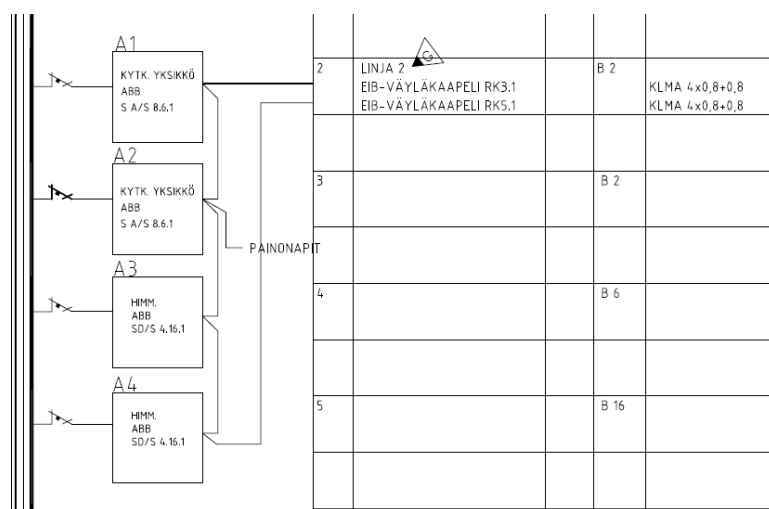 A1
KYTK. YKSIKKÖ
ABB
S A/S 8.6.1
A2
KYTK. YKSIKKÖ
ABB
S A/S 8.6.1
PAINONAPIT
A3
HIMM.
ABB
SD/S 4.16.1
A4
HIMM.
ABB
SD/S 4.16.1
2 LINJA 2 G B 2
EIB-VÄYLÄKAAPELI RK3.1 KLMA 4x0,8+0,8
EIB-VÄYLÄKAAPELI RK5.1 KLMA 4x0,8+0,8
3 B 2
4 B 6
5 B 16